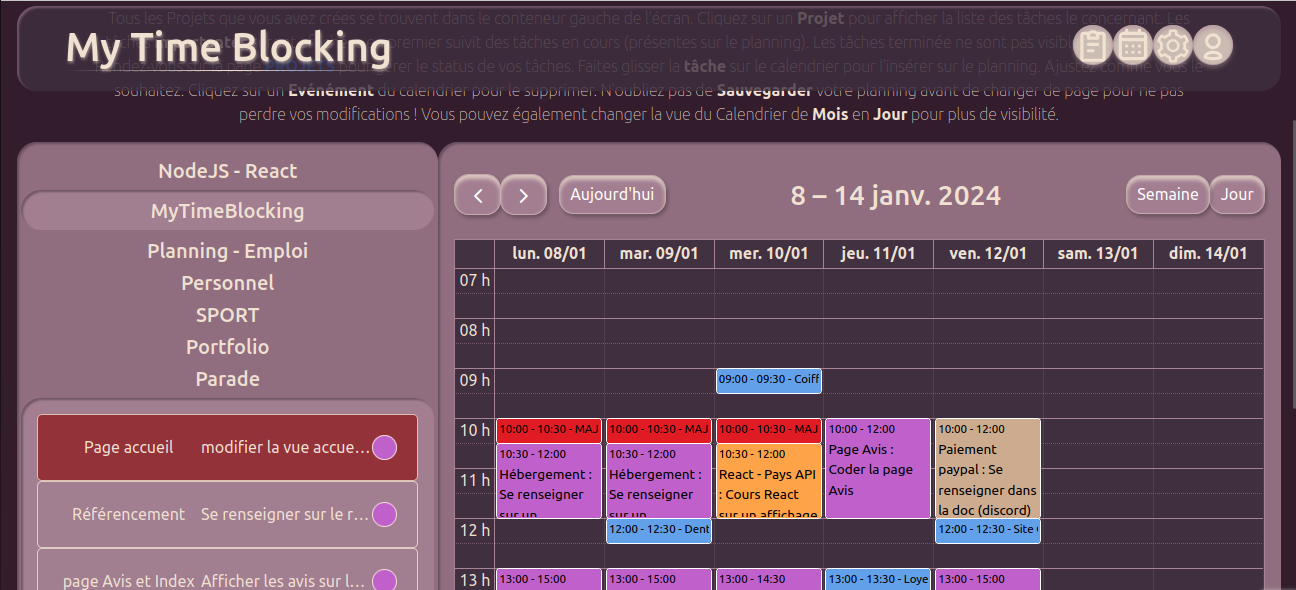 Tous les Projets que vous avez crées se trouvent dans le conteneur gauche de l'écran. Cliquez sur un Projet pour afficher la liste des tâches le concernant. Les
My Time Blocking
suivit des tâches en cours (présentes sur le planning). Les tâches terminée ne sont pas
rendez-vous sur la page PROJETS pour gérer les états de vos tâches. Faites glisser la tâche sur le calendrier pour l'insérer sur le planning. Ajustez comme vous le
souhaitez. Cliquez sur un Evénément du calendrier pour le supprimer. N'oubliez pas de Sauvegarder votre planning avant de changer de page pour ne pas
perdre vos modifications ! Vous pouvez également changer la vue du Calendrier de Mois en Jour pour plus de visibilité.
NodeJS - React
MyTimeBlocking
Planning - Emploi
Personnel
SPORT
Portfolio
Parade
Page accueil modifier la vue accue...
Référencement Se renseigner sur le r...
page Avis et Index Afficher les avis sur l...
Aujourd'hui
8 – 14 janv. 2024
Semaine Jour
lun. 08/01 mar. 09/01 mer. 10/01 jeu. 11/01 ven. 12/01 sam. 13/01 dim. 14/01
07 h
08 h
09 h
09:00 - 09:30 - Coiff
10 h
10:00 - 10:30 - MAJ
10:30 - 12:00
Hébergement :
Se renseigner
sur un
10:00 - 10:30 - MAJ
10:30 - 12:00
Hébergement :
Se renseigner
sur un
10:00 - 10:30 - MAJ
10:30 - 12:00
React - Pays API
: Cours React
sur un affichage
10:00 - 12:00
Page Avis :
Coder la page
Avis
10:00 - 12:00
Paiement
paypal : Se
renseigner dans
la doc (discord)
11 h
12 h
12:00 - 12:30 - Dent
12:00 - 12:30 - Site
13 h
13:00 - 15:00
13:00 - 15:00
13:00 - 14:30
13:00 - 13:30 - Loye
13:00 - 15:00